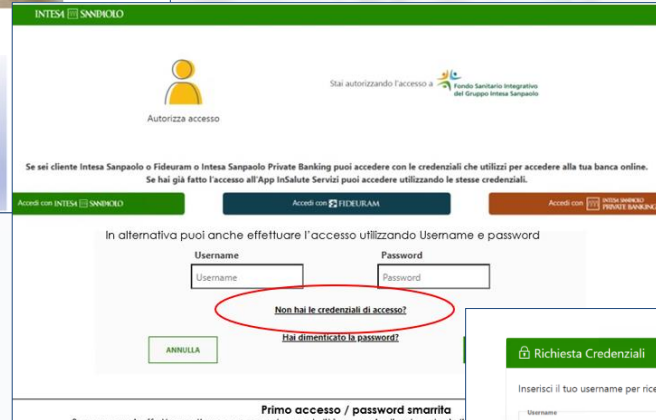 INTESA SANPAOLO
Stai autorizzando l'accesso a Fondo Sanitario Integrativo
del Gruppo Intesa Sanpaolo
Autorizza accesso
Se sei cliente Intesa Sanpaolo o Fideuram o Intesa Sanpaolo Private Banking puoi accedere con le credenziali che utilizzi per accedere alla tua banca online.
Se hai già fatto l'accesso all'App InSalute Servizi puoi accedere utilizzando le stesse credenziali.
Accedi con INTESA SANPAOLO
Accedi con FIDEURAM
Accedi con INTESA SANPAOLO PRIVATE BANKING
In alternativa puoi anche effettuare l'accesso utilizzando Username e password
Username Password
Username Password
Non hai le credenziali di accesso?
Hai dimenticato la password?
ANNULLA
Richiesta Credenziali
Inserisci il tuo username per rice
Username
Primo accesso / password smarrita